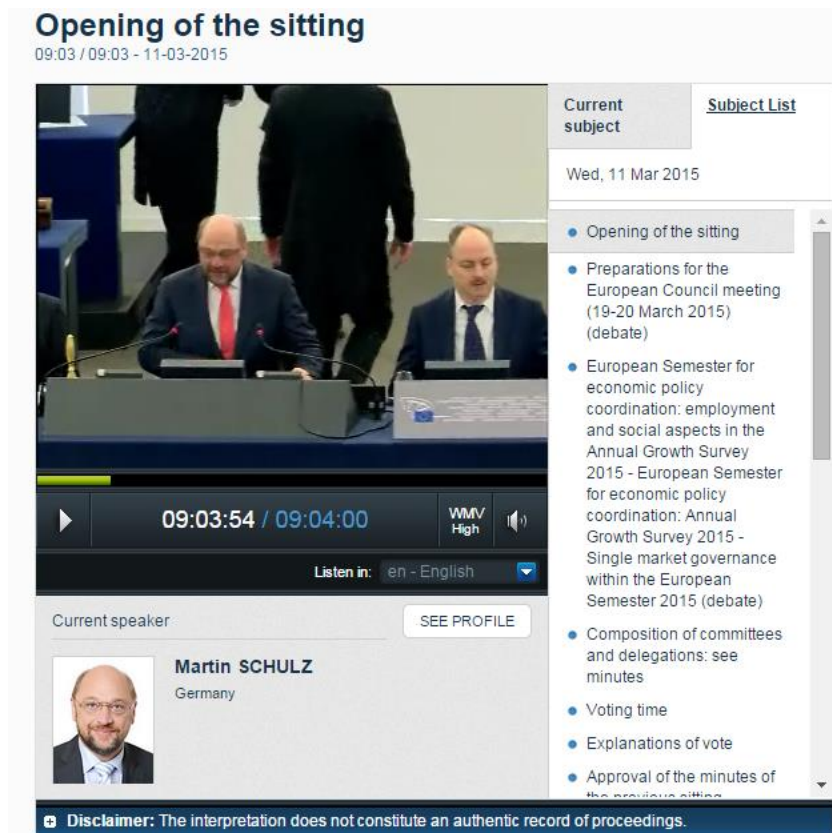 Opening of the sitting
09:03 / 09:03 - 11-03-2015
Current
subject
Subject List
Wed, 11 Mar 2015
Opening of the sitting
Preparations for the
European Council meeting
(19-20 March 2015)
(debate)
European Semester for
economic policy
coordination: employment
and social aspects in the
Annual Growth Survey
2015 - European Semester
for economic policy
coordination: Annual
Growth Survey 2015 -
Single market governance
within the European
Semester 2015 (debate)
Composition of committees
and delegations: see
minutes
Voting time
Explanations of vote
Approval of the minutes of
the previous sitting
09:03:54 / 09:04:00
WMV
High
Listen in: en - English
Current speaker
SEE PROFILE
Martin SCHULZ
Germany
Disclaimer: The interpretation does not constitute an authentic record of proceedings.